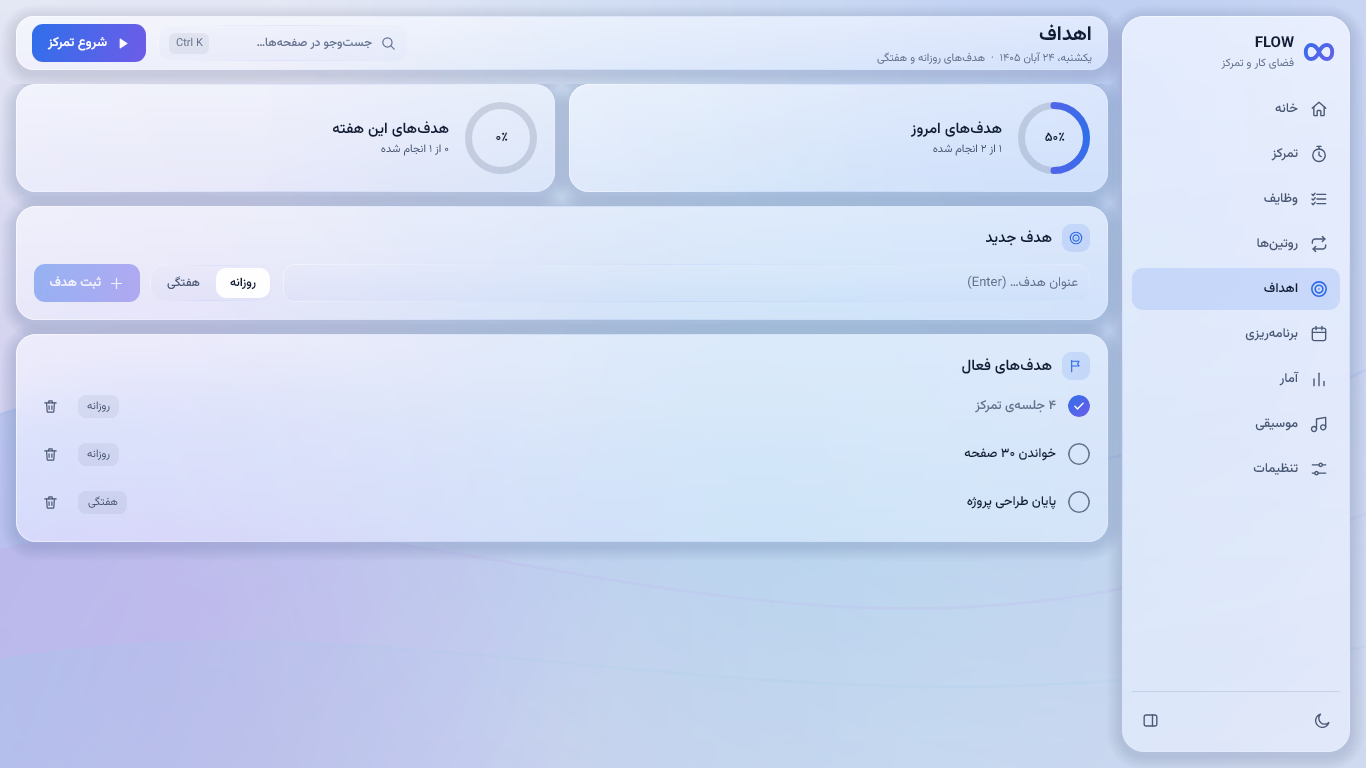 FLOW
فضای کار و تمرکز
خانه
تمرکز
وظایف
روتین‌ها
اهداف
برنامه‌ریزی
آمار
موسیقی
تنظیمات
اهداف
یکشنبه، ۲۴ آبان ۱۴۰۵ · هدف‌های روزانه و هفتگی
جست‌وجو در صفحه‌ها...
Ctrl K
شروع تمرکز
۵۰٪
هدف‌های امروز
۱ از ۲ انجام شده
۰٪
هدف‌های این هفته
۰ از ۱ انجام شده
هدف جدید
عنوان هدف... (Enter)
روزانه
هفتگی
ثبت هدف
هدف‌های فعال
۴ جلسه‌ی تمرکز
روزانه
خواندن ۳۰ صفحه
روزانه
پایان طراحی پروژه
هفتگی